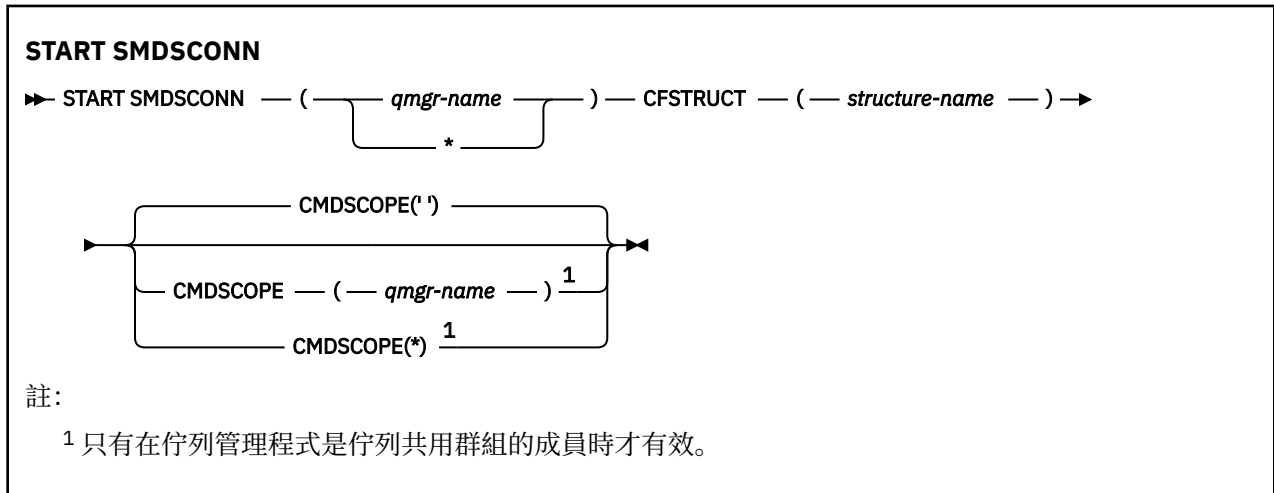 START SMDSCONN
START SMDSCONN ( qmgr-name ) CFSTRUCT ( structure-name )
*
CMDSCOPE(' ')
CMDSCOPE ( qmgr-name ) 1
CMDSCOPE(*) 1
註:
1 只有在佇列管理程式是佇列共用群組的成員時才有效。